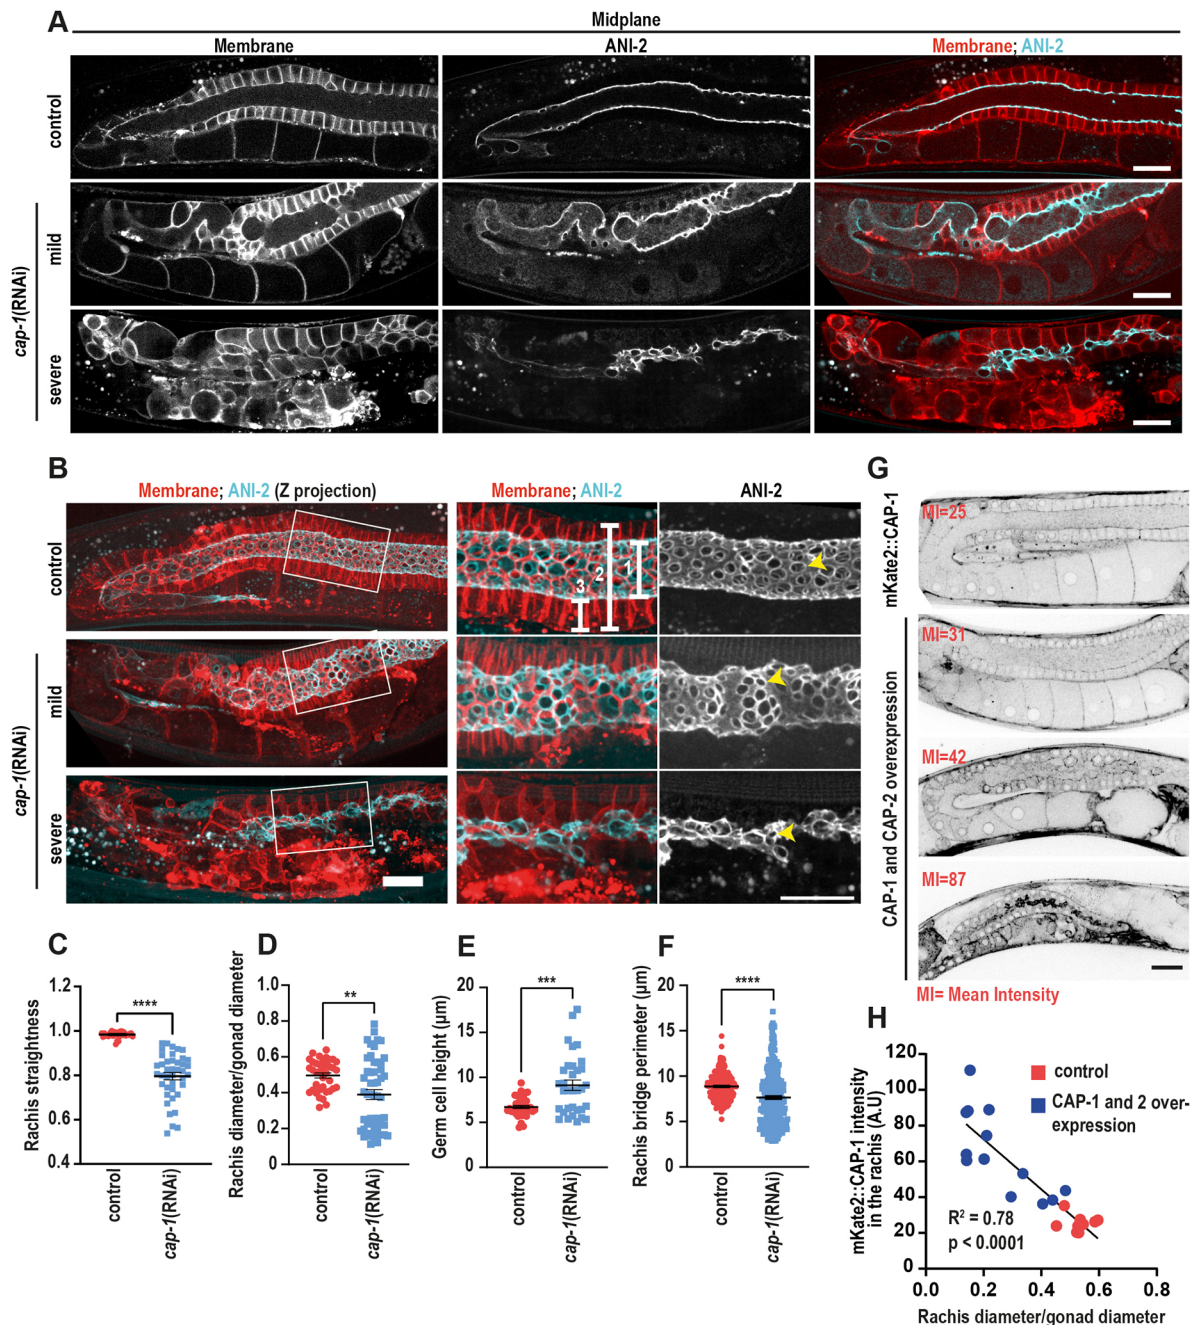 A
Midplane
Membrane
ANI-2
Membrane; ANI-2
control
mild
severe
cap-1(RNAi)
B
Membrane; ANI-2 (Z projection)
Membrane; ANI-2
ANI-2
control
mild
severe
cap-1(RNAi)
1
2
3
G
mKate2::CAP-1
CAP-1 and CAP-2 overexpression
MI=25
MI=31
MI=42
MI=87
MI= Mean Intensity
C
Rachis straightness
1.2
1.0
0.8
0.6
0.4
****
control
cap-1(RNAi)
D
Rachis diameter/gonad diameter
1.0
0.8
0.6
0.4
0.2
0
**
control
cap-1(RNAi)
E
Germ cell height (µm)
20
15
10
5
0
***
control
cap-1(RNAi)
F
Rachis bridge perimeter (µm)
20
15
10
5
0
****
control
cap-1(RNAi)
H
mKate2::CAP-1 intensity
in the rachis (A.U)
120
100
80
60
40
20
0
control
CAP-1 and 2 over-
expression
R² = 0.78
p < 0.0001
0.0 0.2 0.4 0.6 0.8
Rachis diameter/gonad diameter